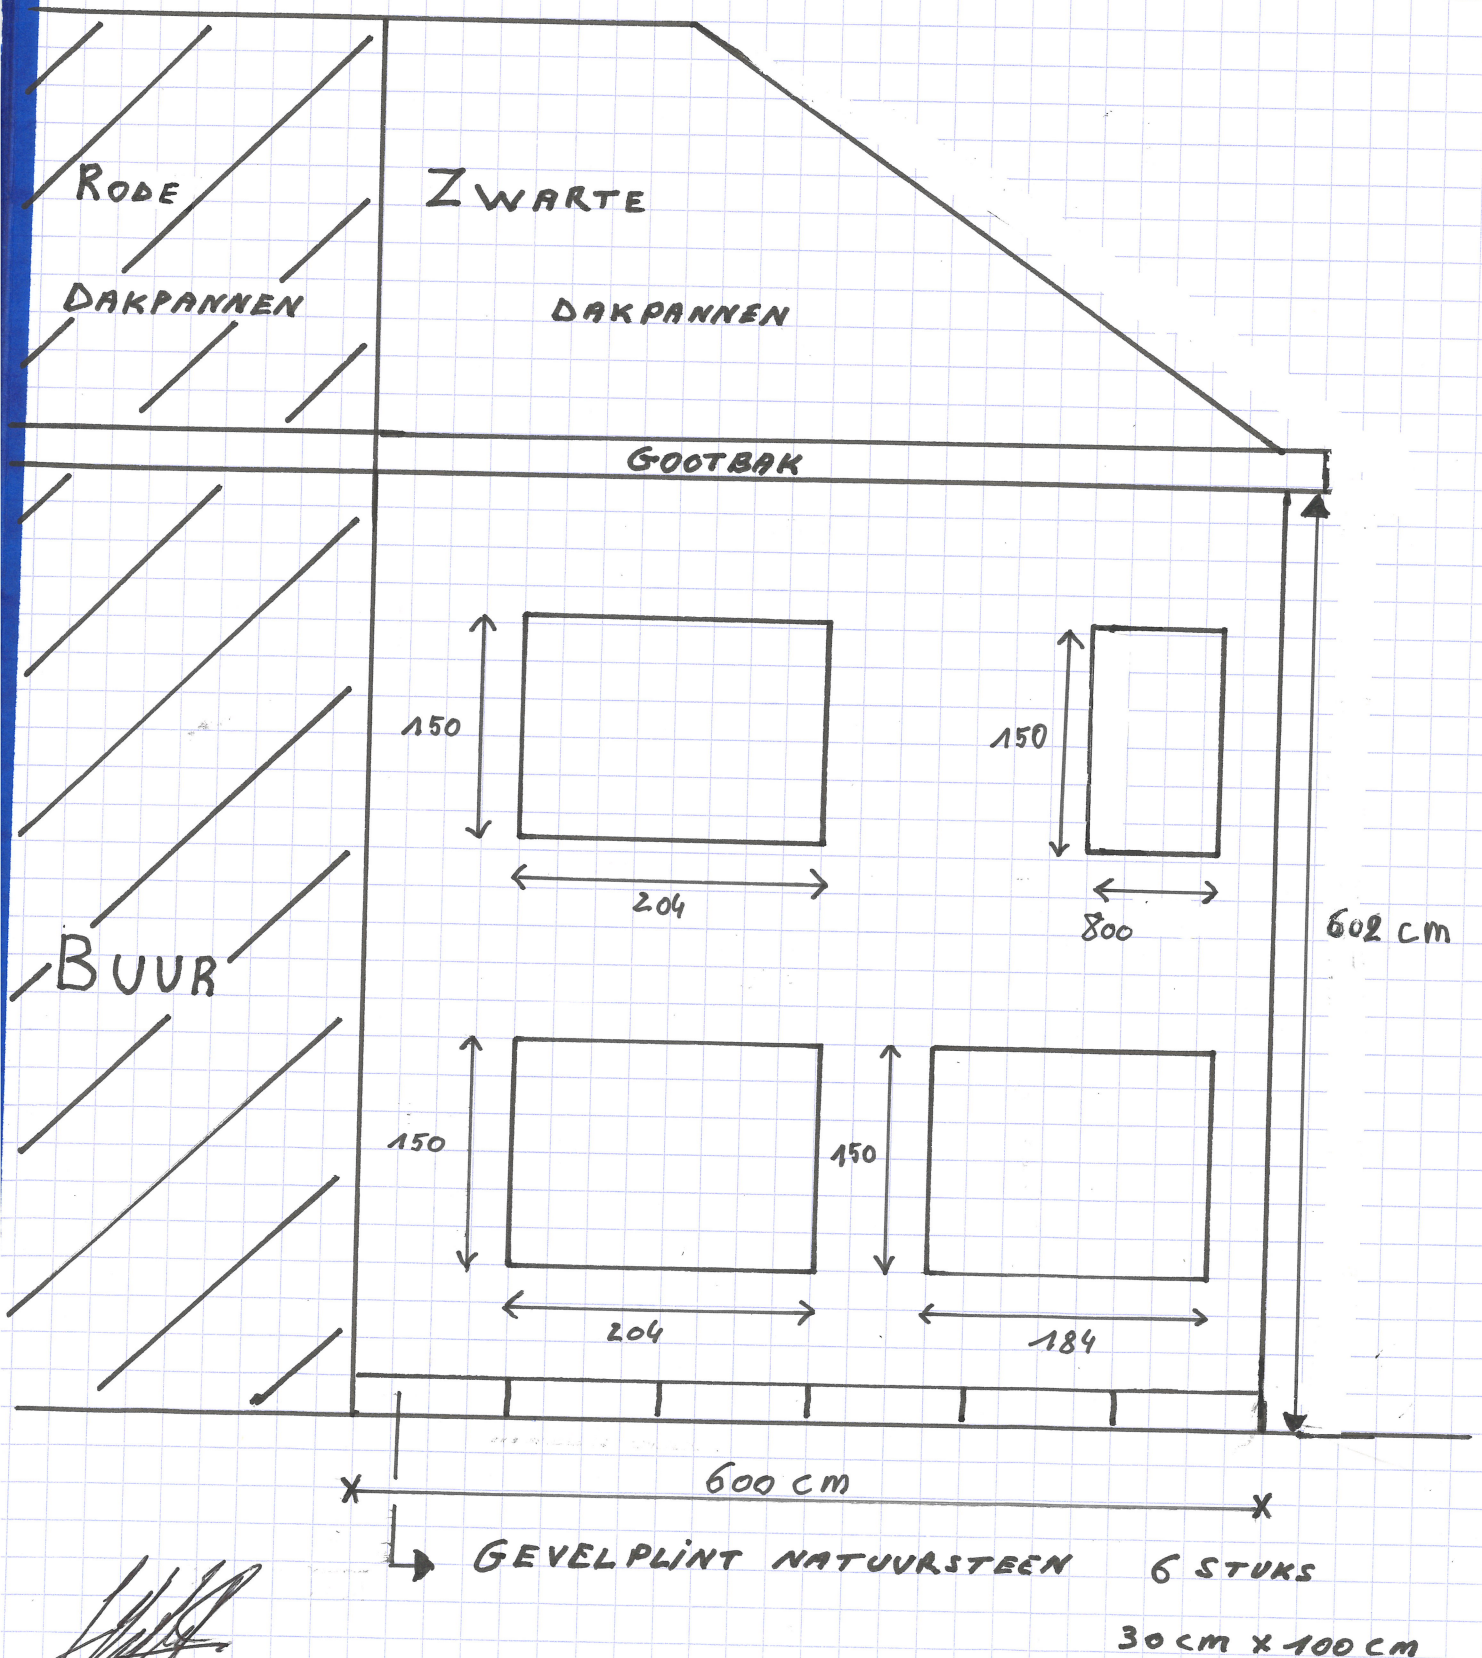 RODE
DAKPANNEN
ZWARTE
DAKPANNEN
GOOTBAK
150
204
150
800
602 cm
BUUR
150
204
150
184
600 cm
GEVELPLINT NATUURSTEEN 6 STUKS
30 cm x 100 cm